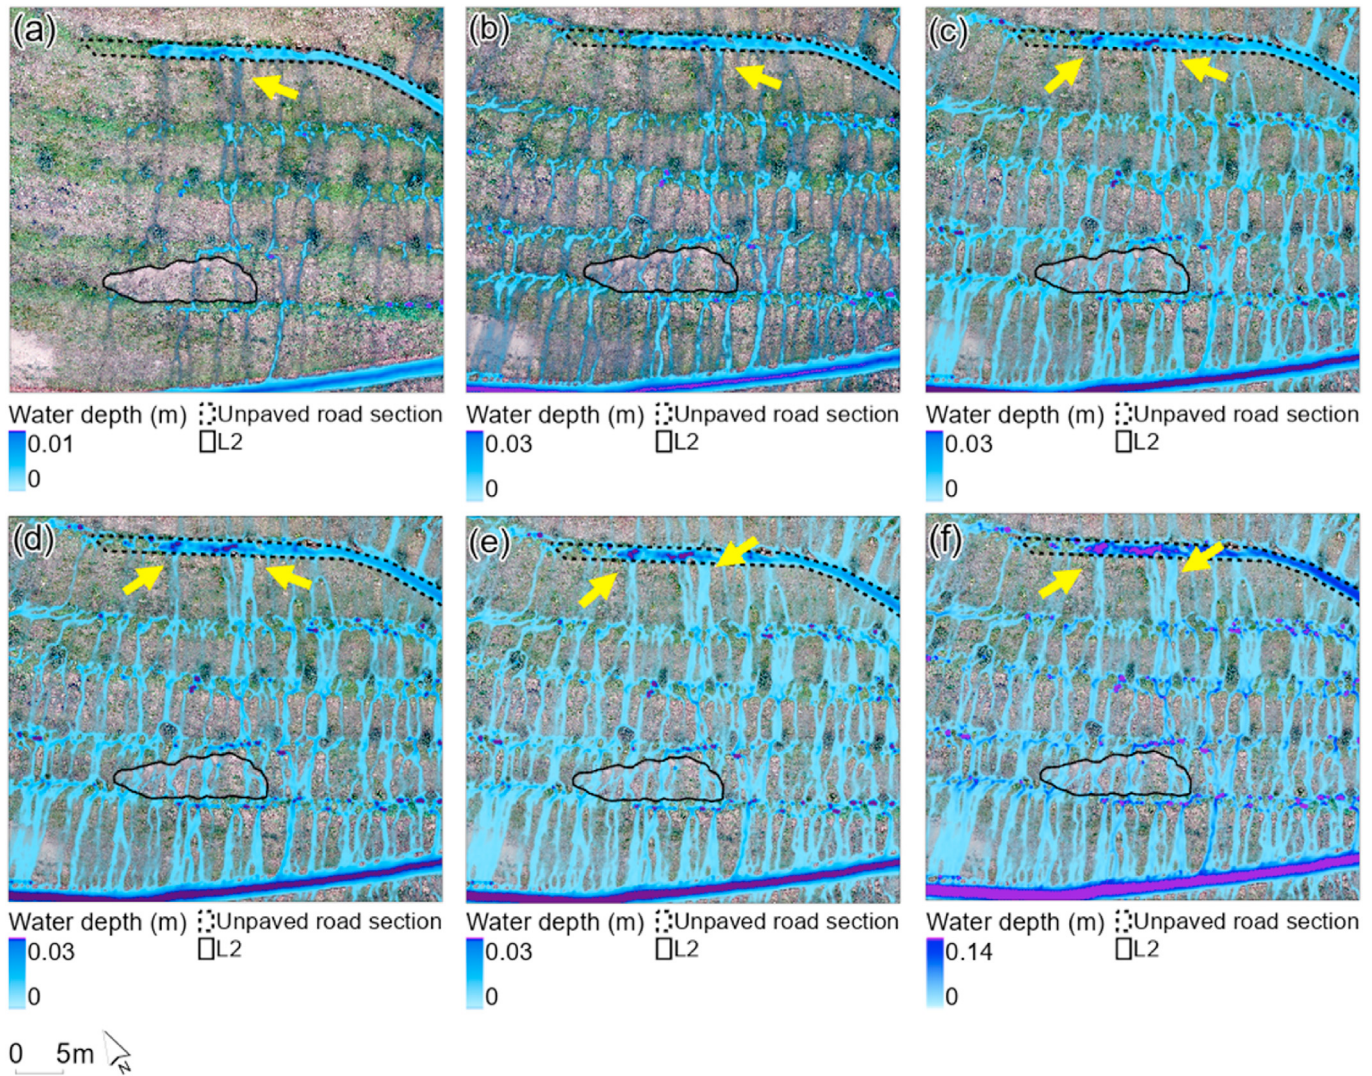 (a) (b) (c)
Water depth (m) Unpaved road section Water depth (m) Unpaved road section Water depth (m) Unpaved road section
0.01 L2 0.03 L2 0.03 L2
0 0 0
(d) (e) (f)
Water depth (m) Unpaved road section Water depth (m) Unpaved road section Water depth (m) Unpaved road section
0.03 L2 0.03 L2 0.14 L2
0 0 0
0 5m N